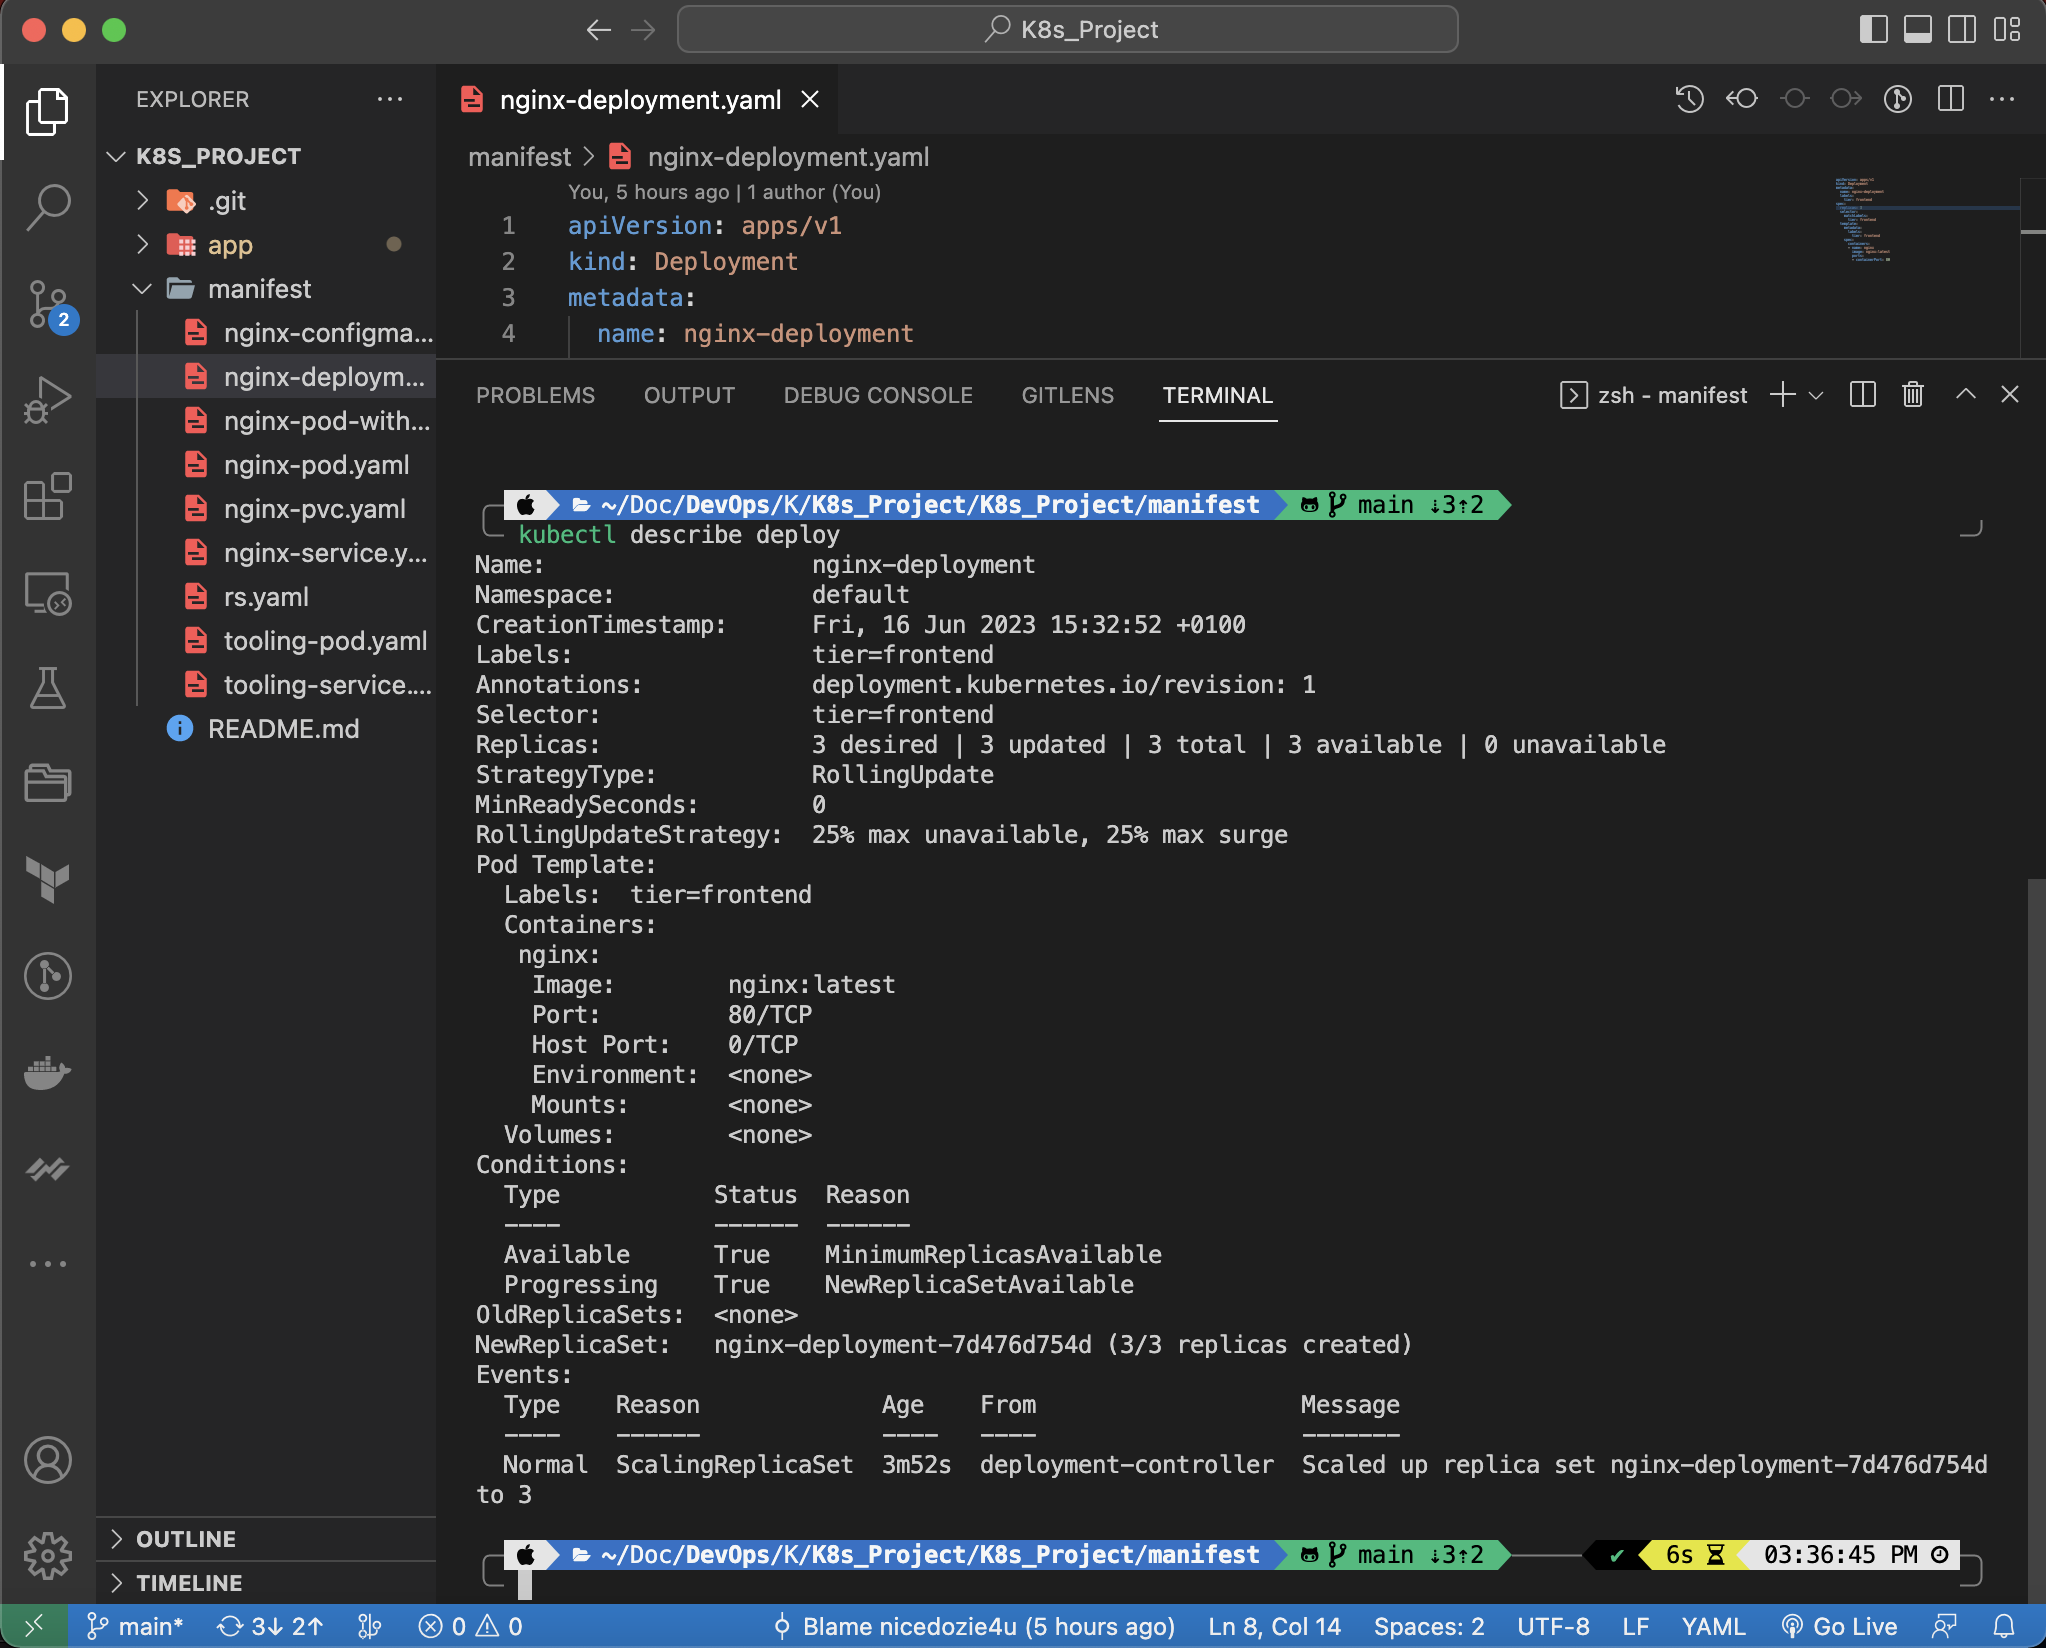 K8s_Project
EXPLORER
nginx-deployment.yaml
K8S_PROJECT
.git
app
manifest
nginx-configma...
nginx-deploym...
nginx-pod-with...
nginx-pod.yaml
nginx-pvc.yaml
nginx-service.y...
rs.yaml
tooling-pod.yaml
tooling-service....
README.md
OUTLINE
TIMELINE
2
manifest > nginx-deployment.yaml
You, 5 hours ago | 1 author (You)
1 apiVersion: apps/v1
2 kind: Deployment
3 metadata:
4 name: nginx-deployment
PROBLEMS OUTPUT DEBUG CONSOLE GITLENS TERMINAL zsh - manifest
~/Doc/DevOps/K/K8s_Project/K8s_Project/manifest main ⇣3⇡2
kubectl describe deploy
Name: nginx-deployment
Namespace: default
CreationTimestamp: Fri, 16 Jun 2023 15:32:52 +0100
Labels: tier=frontend
Annotations: deployment.kubernetes.io/revision: 1
Selector: tier=frontend
Replicas: 3 desired | 3 updated | 3 total | 3 available | 0 unavailable
StrategyType: RollingUpdate
MinReadySeconds: 0
RollingUpdateStrategy: 25% max unavailable, 25% max surge
Pod Template:
Labels: tier=frontend
Containers:
nginx:
Image: nginx:latest
Port: 80/TCP
Host Port: 0/TCP
Environment: <none>
Mounts: <none>
Volumes: <none>
Conditions:
Type Status Reason
---- ------ ------
Available True MinimumReplicasAvailable
Progressing True NewReplicaSetAvailable
OldReplicaSets: <none>
NewReplicaSet: nginx-deployment-7d476d754d (3/3 replicas created)
Events:
Type Reason Age From Message
---- ------ ---- ---- -------
Normal ScalingReplicaSet 3m52s deployment-controller Scaled up replica set nginx-deployment-7d476d754d
to 3
~/Doc/DevOps/K/K8s_Project/K8s_Project/manifest main ⇣3⇡2 ✔ 6s 03:36:45 PM
main* 3↓ 2↑ 0 0 Blame nicedozie4u (5 hours ago) Ln 8, Col 14 Spaces: 2 UTF-8 LF YAML Go Live